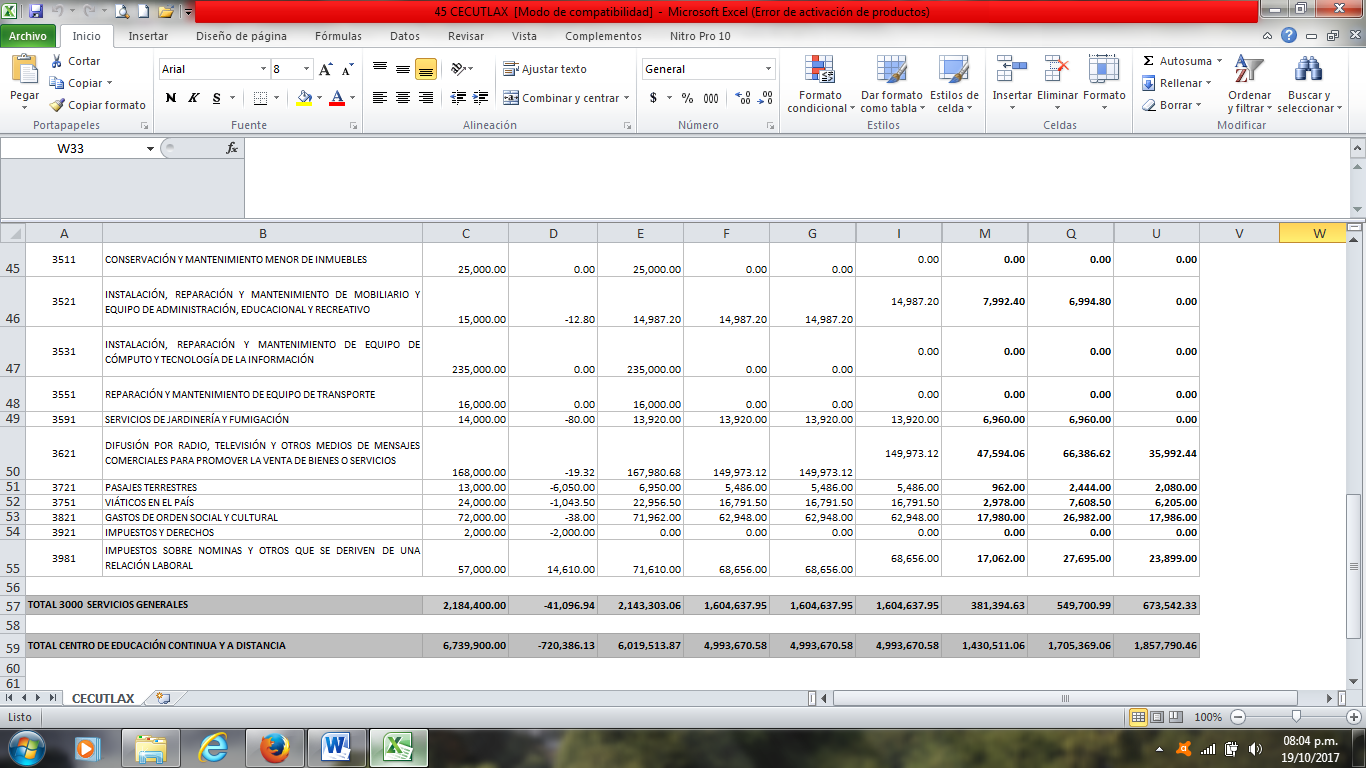 45 CECUTLAX [Modo de compatibilidad] - Microsoft Excel (Error de activación de productos)
Archivo Inicio Insertar Diseño de página Fórmulas Datos Revisar Vista Complementos Nitro Pro 10
Pegar
Cortar
Copiar
Copiar formato
Portapapeles
Arial 8
N K S
Fuente
Ajustar texto
Combinar y centrar
Alineación
General
$ % 000
Número
Formato condicional
Dar formato como tabla
Estilos de celda
Estilos
Insertar Eliminar Formato
Celdas
Σ Autosuma
Rellenar
Borrar
Ordenar y filtrar
Buscar y seleccionar
Modificar
W33 fx
A B C D E F G I M Q U V W
45 3511 CONSERVACIÓN Y MANTENIMIENTO MENOR DE INMUEBLES 25,000.00 0.00 25,000.00 0.00 0.00 0.00 0.00 0.00 0.00
46 3521 INSTALACIÓN, REPARACIÓN Y MANTENIMIENTO DE MOBILIARIO Y
EQUIPO DE ADMINISTRACIÓN, EDUCACIONAL Y RECREATIVO 15,000.00 -12.80 14,987.20 14,987.20 14,987.20 14,987.20 7,992.40 6,994.80 0.00
47 3531 INSTALACIÓN, REPARACIÓN Y MANTENIMIENTO DE EQUIPO DE
CÓMPUTO Y TECNOLOGÍA DE LA INFORMACIÓN 235,000.00 0.00 235,000.00 0.00 0.00 0.00 0.00 0.00 0.00
48 3551 REPARACIÓN Y MANTENIMIENTO DE EQUIPO DE TRANSPORTE 16,000.00 0.00 16,000.00 0.00 0.00 0.00 0.00 0.00 0.00
49 3591 SERVICIOS DE JARDINERÍA Y FUMIGACIÓN 14,000.00 -80.00 13,920.00 13,920.00 13,920.00 13,920.00 6,960.00 6,960.00 0.00
50 3621 DIFUSIÓN POR RADIO, TELEVISIÓN Y OTROS MEDIOS DE MENSAJES
COMERCIALES PARA PROMOVER LA VENTA DE BIENES O SERVICIOS 168,000.00 -19.32 167,980.68 149,973.12 149,973.12 149,973.12 47,594.06 66,386.62 35,992.44
51 3721 PASAJES TERRESTRES 13,000.00 -6,050.00 6,950.00 5,486.00 5,486.00 5,486.00 962.00 2,444.00 2,080.00
52 3751 VIÁTICOS EN EL PAÍS 24,000.00 -1,043.50 22,956.50 16,791.50 16,791.50 16,791.50 2,978.00 7,608.50 6,205.00
53 3821 GASTOS DE ORDEN SOCIAL Y CULTURAL 72,000.00 -38.00 71,962.00 62,948.00 62,948.00 62,948.00 17,980.00 26,982.00 17,986.00
54 3921 IMPUESTOS Y DERECHOS 2,000.00 -2,000.00 0.00 0.00 0.00 0.00 0.00 0.00 0.00
55 3981 IMPUESTOS SOBRE NOMINAS Y OTROS QUE SE DERIVEN DE UNA
RELACIÓN LABORAL 57,000.00 14,610.00 71,610.00 68,656.00 68,656.00 68,656.00 17,062.00 27,695.00 23,899.00
56
57 TOTAL 3000 SERVICIOS GENERALES 2,184,400.00 -41,096.94 2,143,303.06 1,604,637.95 1,604,637.95 1,604,637.95 381,394.63 549,700.99 673,542.33
58
59 TOTAL CENTRO DE EDUCACIÓN CONTINUA Y A DISTANCIA 6,739,900.00 -720,386.13 6,019,513.87 4,993,670.58 4,993,670.58 4,993,670.58 1,430,511.06 1,705,369.06 1,857,790.46
60
61
CECUTLAX
Listo 100%
08:04 p.m.
19/10/2017